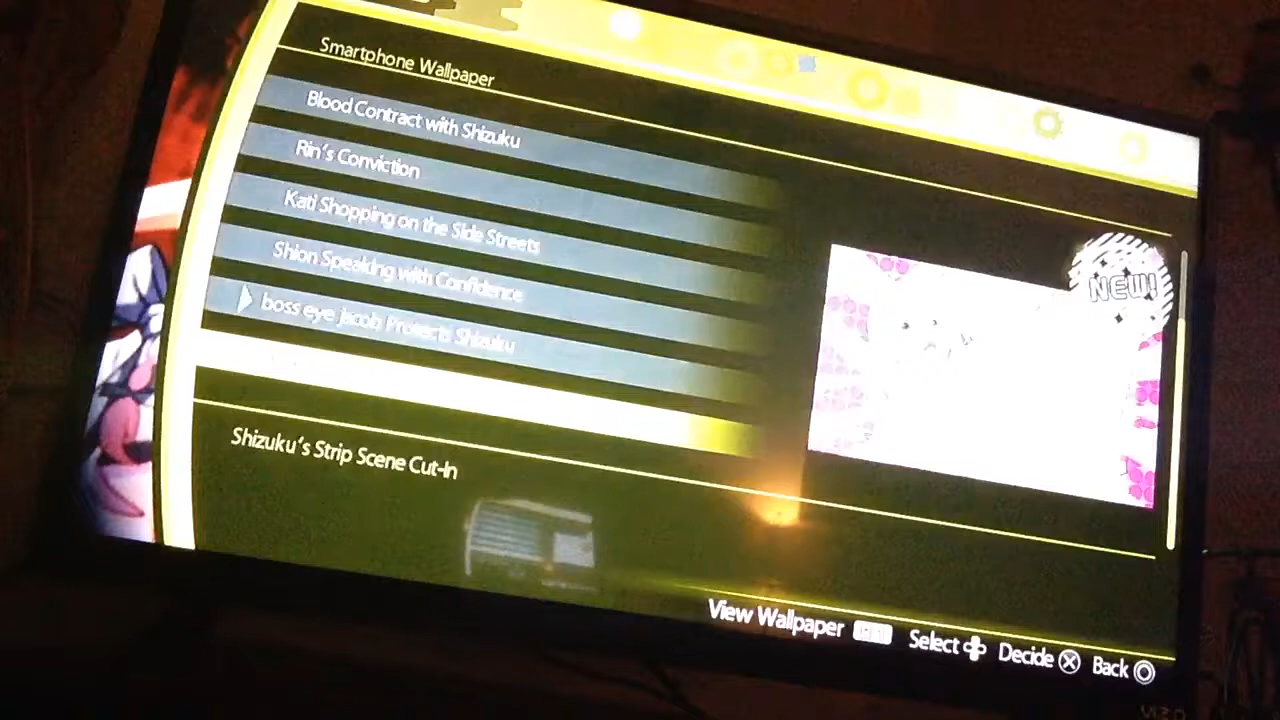 Smartphone Wallpaper
Blood Contract with Shizuku
Rin's Conviction
Kati Shopping on the Side Streets
Shion Speaking with Confidence
boss eye Jacob Protects Shizuku
NEW!
Shizuku's Strip Scene Cut-In
View Wallpaper
Select
Decide
Back